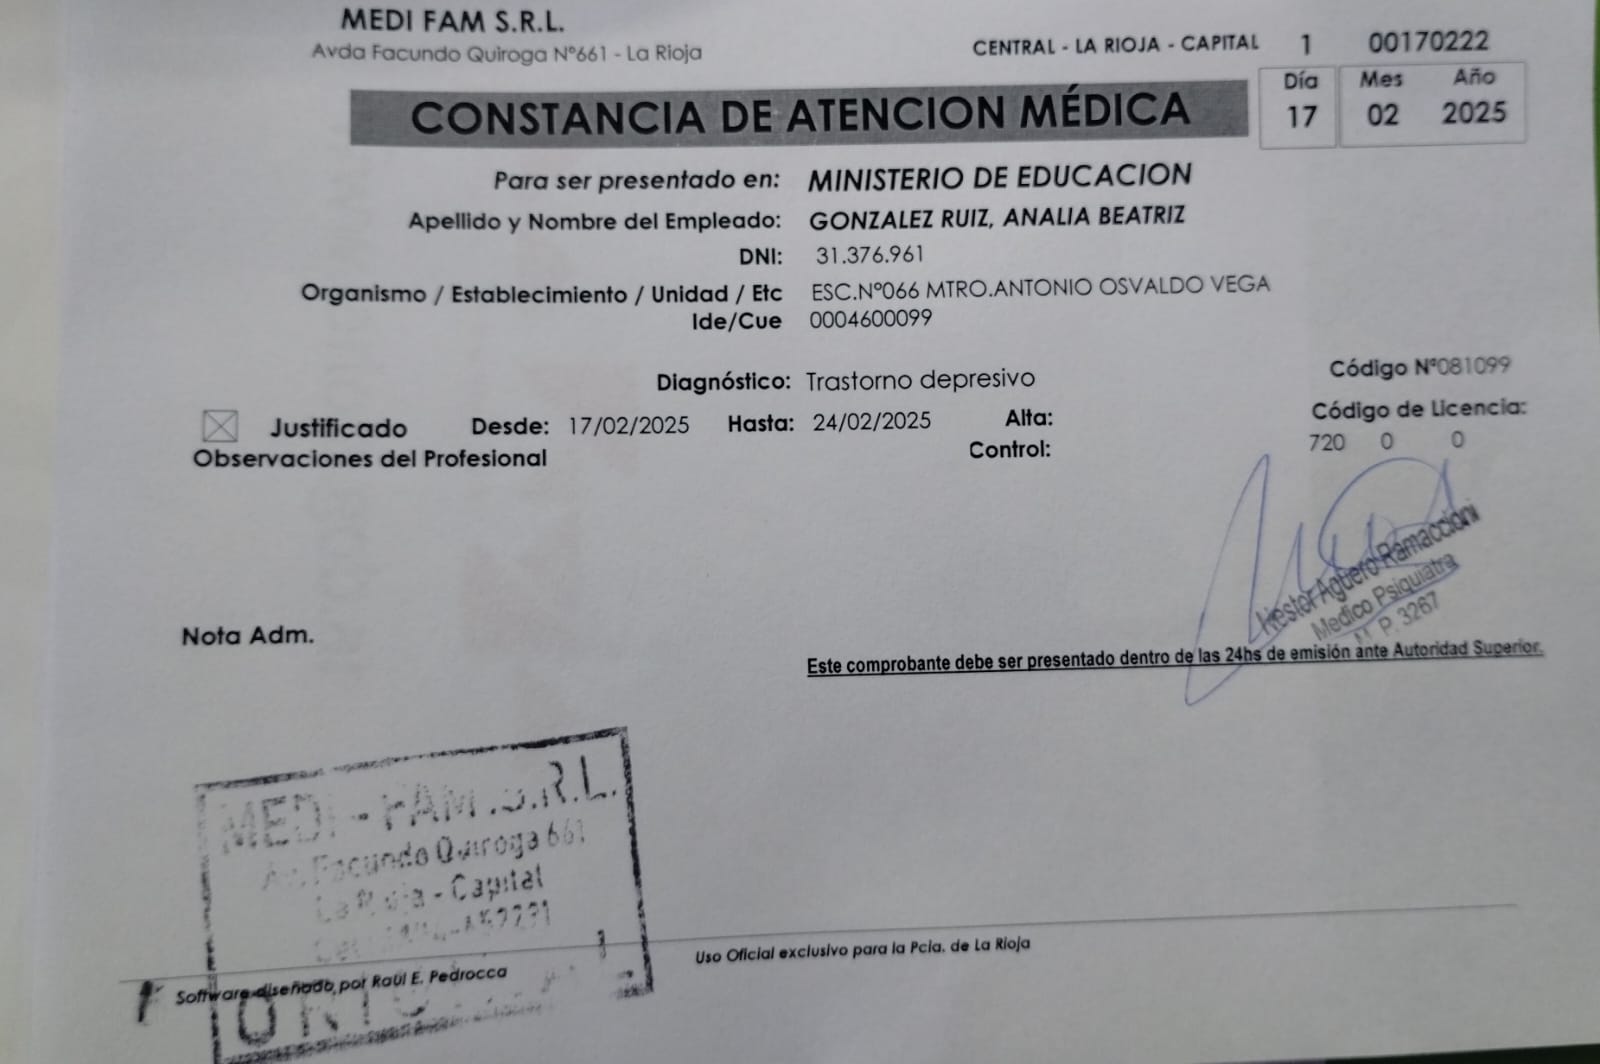 MEDI FAM S.R.L.
Avda Facundo Quiroga Nº661 - La Rioja
CENTRAL - LA RIOJA - CAPITAL 1 00170222
CONSTANCIA DE ATENCION MÉDICA
Día Mes Año
17 02 2025
Para ser presentado en: MINISTERIO DE EDUCACION
Apellido y Nombre del Empleado: GONZALEZ RUIZ, ANALIA BEATRIZ
DNI: 31.376.961
Organismo / Establecimiento / Unidad / Etc ESC.Nº066 MTRO.ANTONIO OSVALDO VEGA
Ide/Cue 0004600099
Diagnóstico: Trastorno depresivo
Código Nº081099
Justificado Desde: 17/02/2025 Hasta: 24/02/2025 Alta:
Código de Licencia:
Observaciones del Profesional
Control:
720 0 0
Nestor Agüero Ramaccioni
Medico Psiquiatra
M. P. 3267
Nota Adm.
Este comprobante debe ser presentado dentro de las 24hs de emisión ante Autoridad Superior.
MEDI - FAM .S.R.L.
Av. Facundo Quiroga 661
La Rioja - Capital
Uso Oficial exclusivo para la Pcia. de La Rioja
Software diseñado por Raúl E. Pedrocca